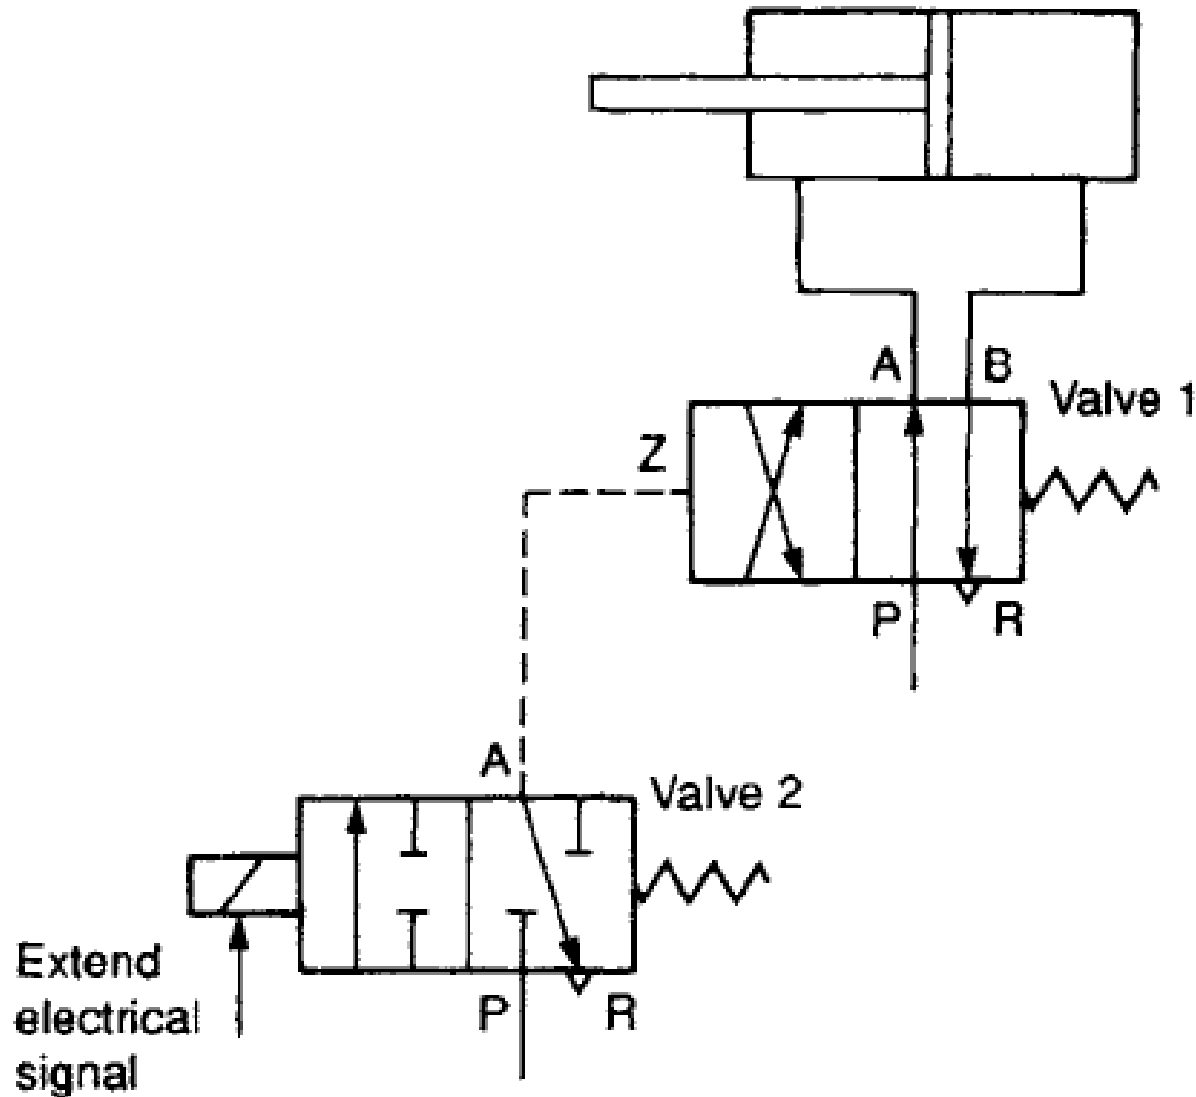 A B
Valve 1
Z
P R
A
Valve 2
Extend
electrical
signal
P R